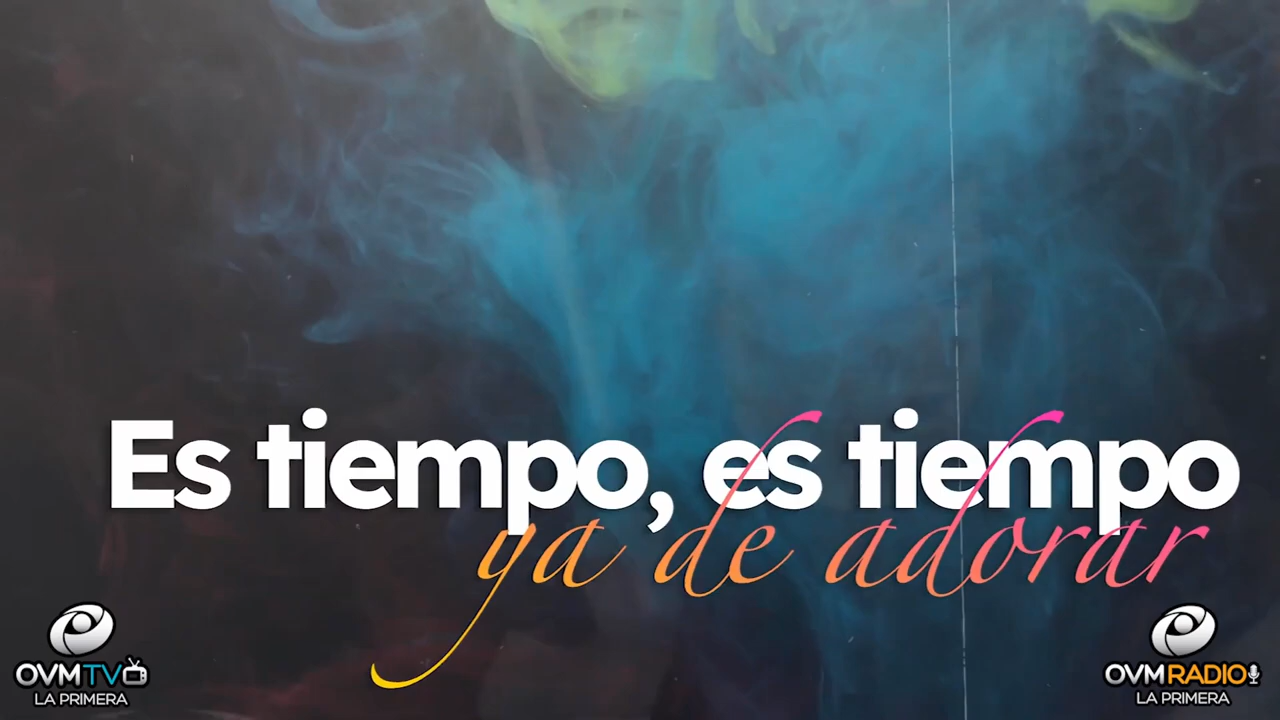 Es tiempo, es tiempo
ya de adorar
OVMTV
LA PRIMERA
OVMRADIO
LA PRIMERA